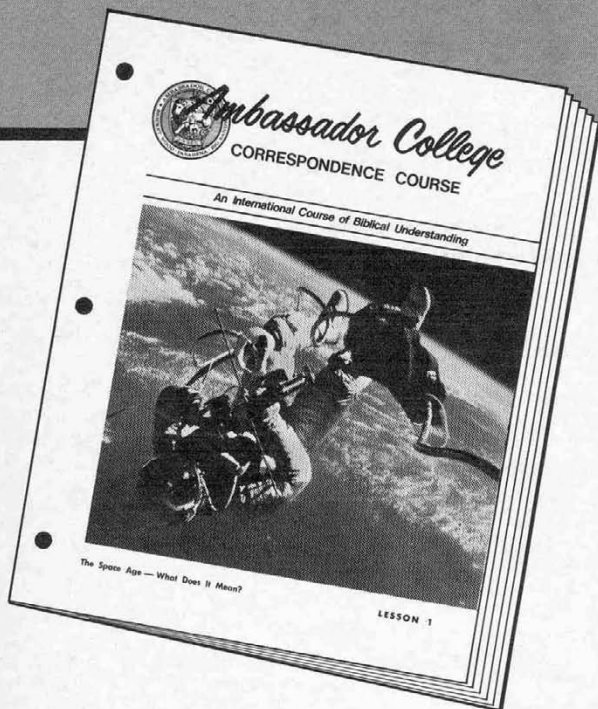 Ambassador College
CORRESPONDENCE COURSE
An International Course of Biblical Understanding
The Space Age — What Does It Mean?
LESSON 1